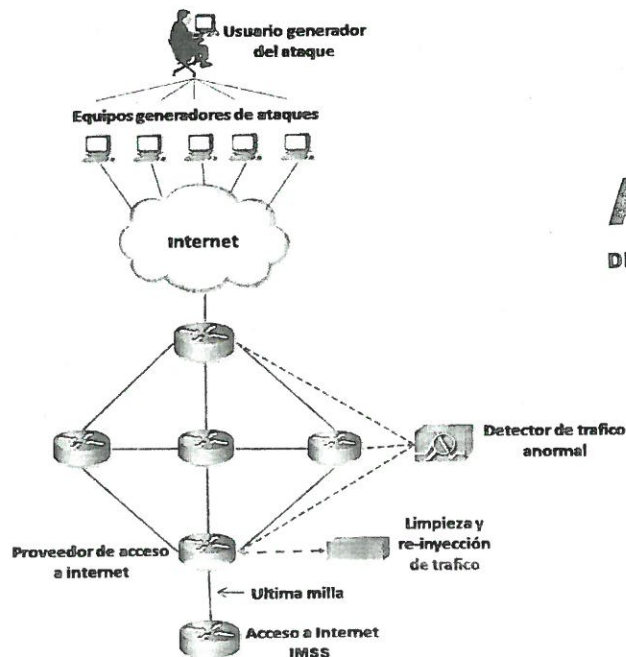 Usuario generador
del ataque
Equipos generadores de ataques
Internet
Detector de trafico
anormal
Proveedor de acceso
a internet
Limpieza y
re-inyección
de trafico
Ultima milla
Acceso a Internet
IMSS